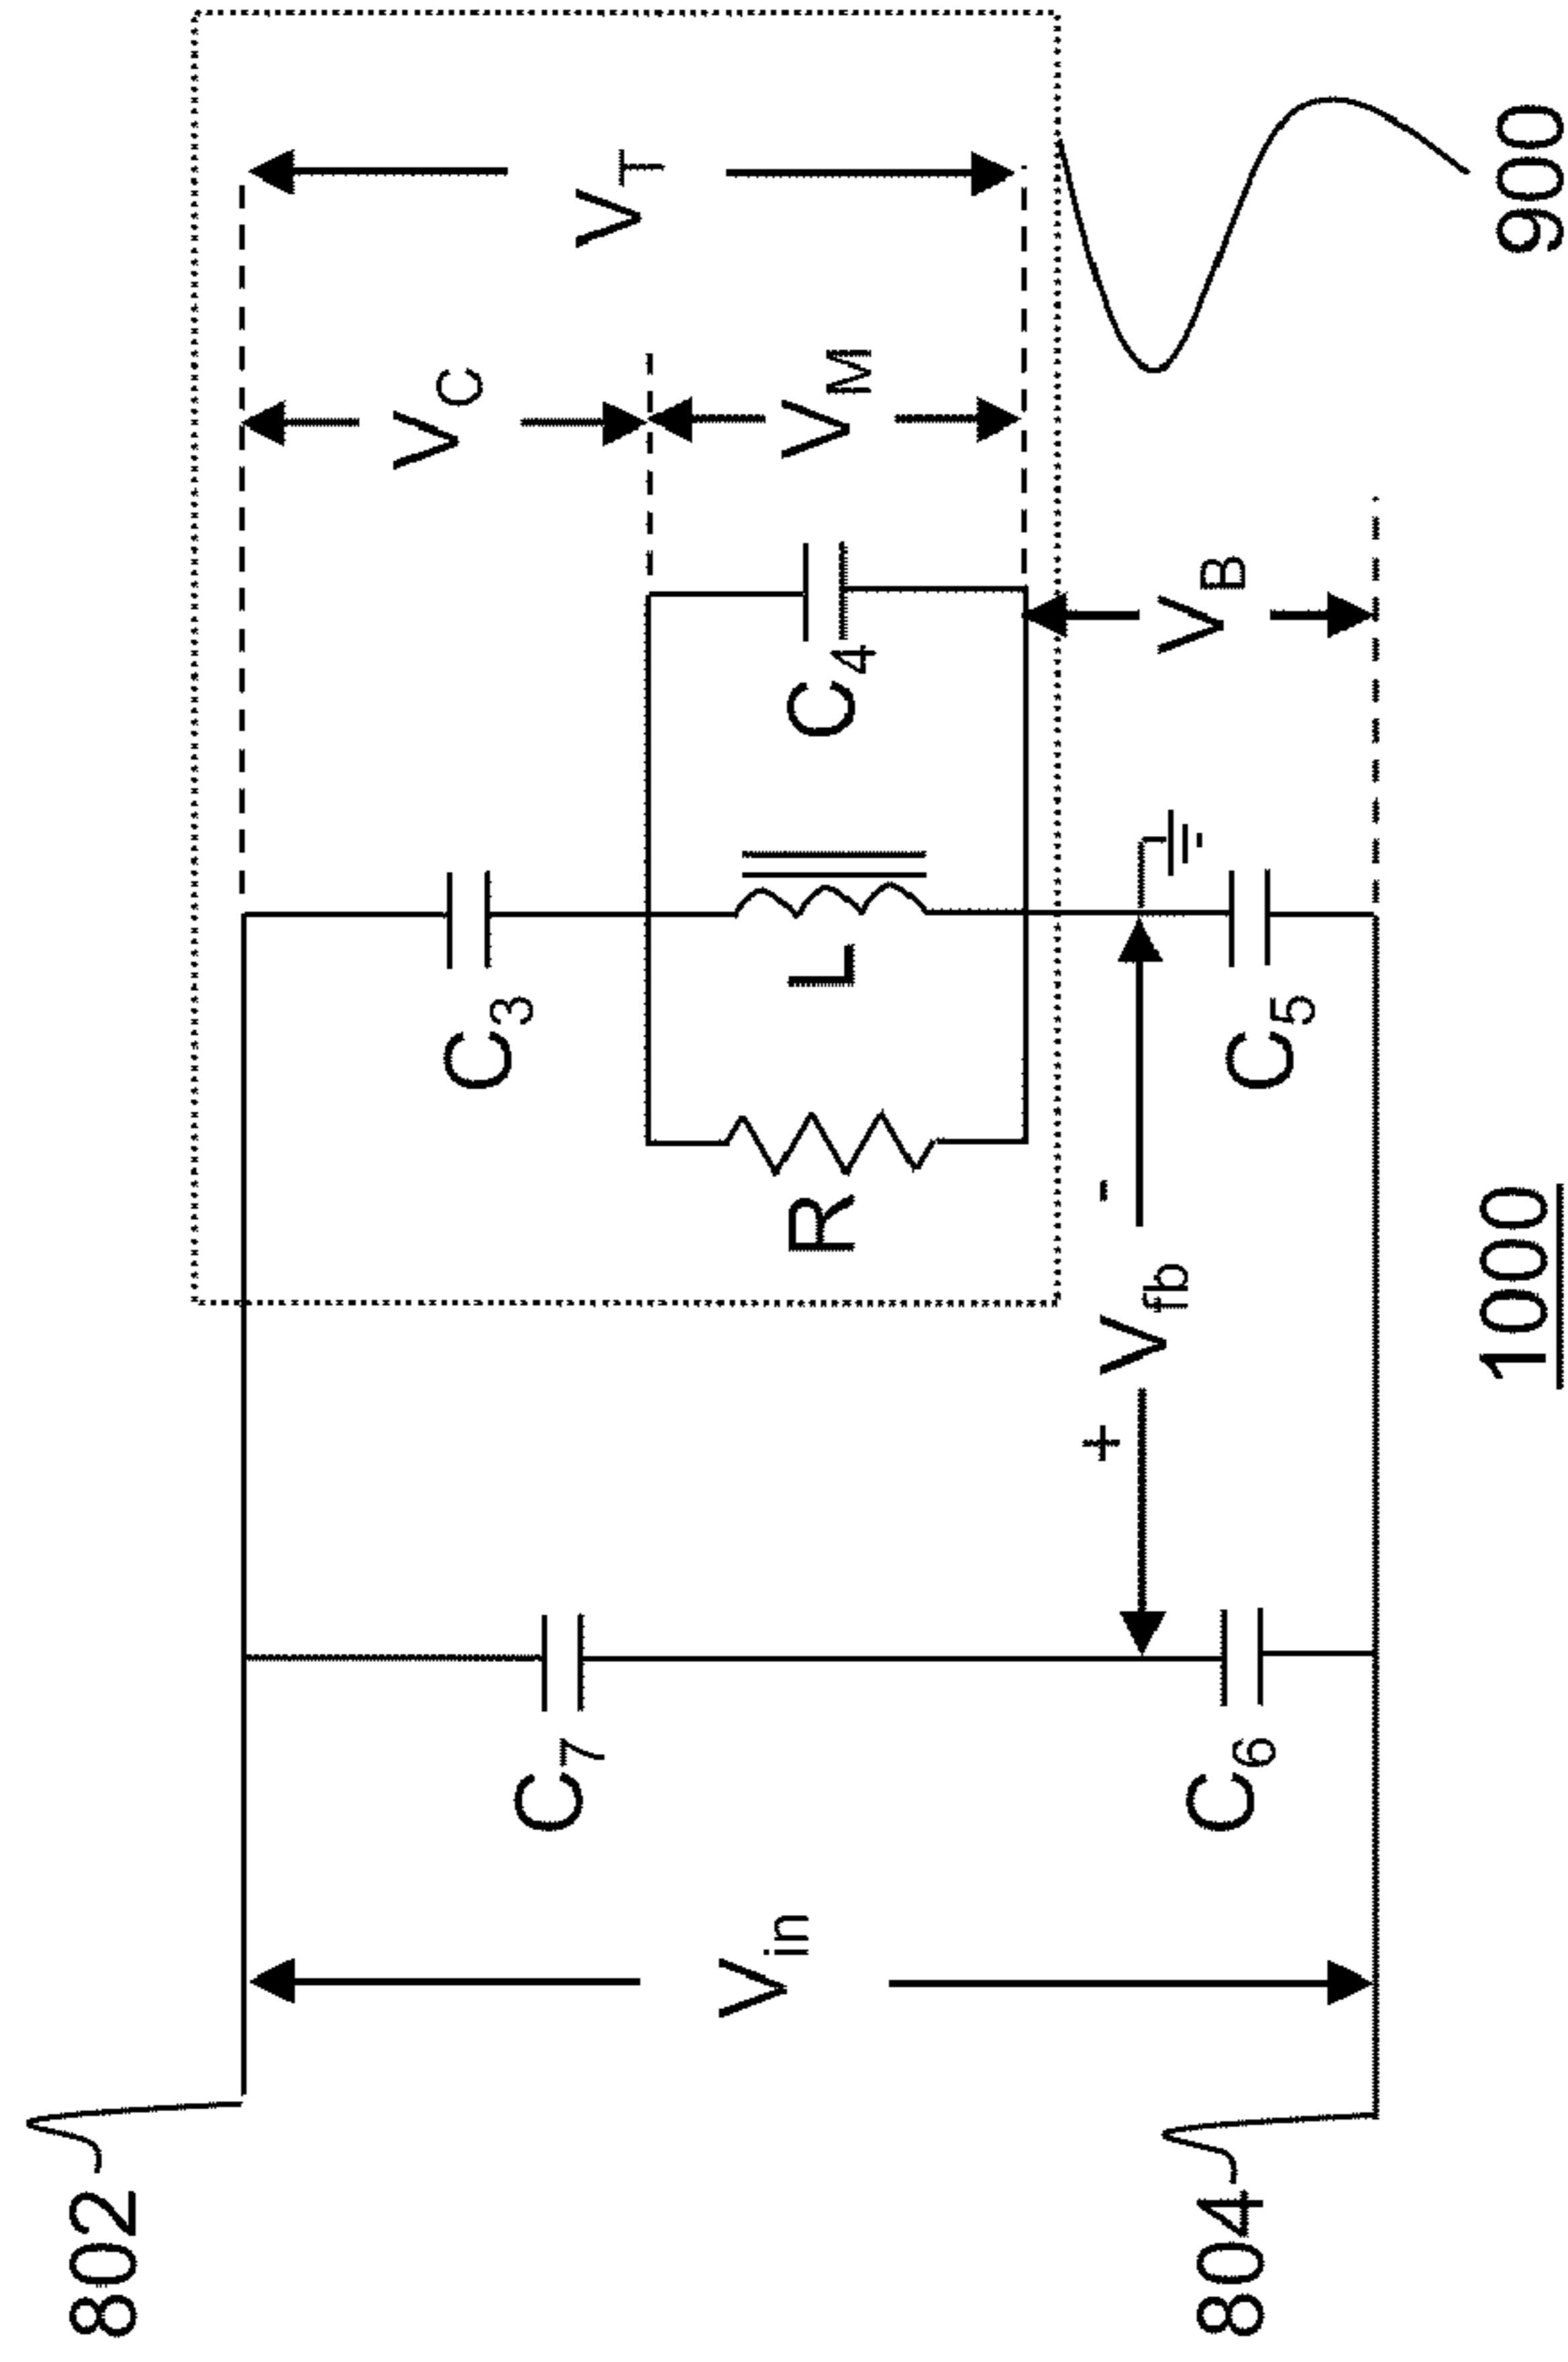 802
V_in
C_7
C_3
V_C
V_T
R
L
C_4
V_M
+ V_fb -
C_6
C_5
V_B
804
1000
900